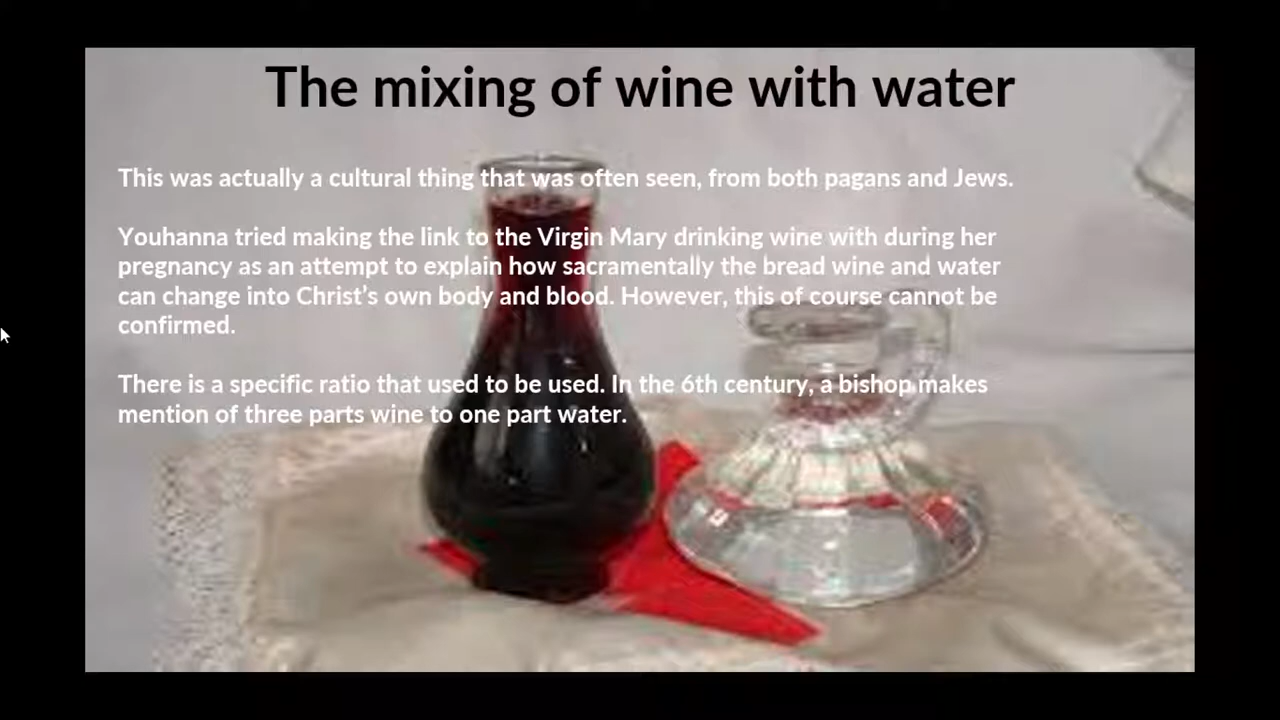 The mixing of wine with water
This was actually a cultural thing that was often seen, from both pagans and Jews.
Youhanna tried making the link to the Virgin Mary drinking wine with during her
pregnancy as an attempt to explain how sacramentally the bread wine and water
can change into Christ’s own body and blood. However, this of course cannot be
confirmed.
There is a specific ratio that used to be used. In the 6th century, a bishop makes
mention of three parts wine to one part water.